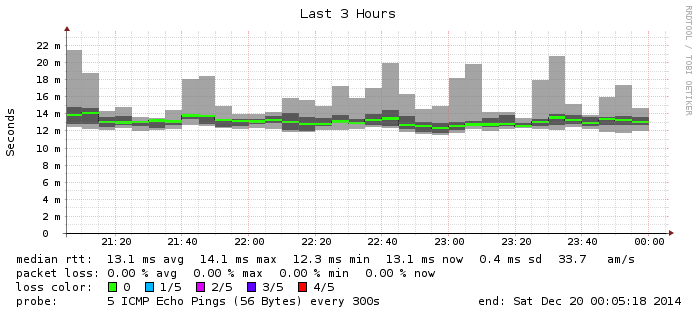 Last 3 Hours
RRDTOOL / TOBI OETIKER
Seconds
22 m
20 m
18 m
16 m
14 m
12 m
10 m
8 m
6 m
4 m
2 m
0
21:20 21:40 22:00 22:20 22:40 23:00 23:20 23:40 00:00
median rtt: 13.1 ms avg 14.1 ms max 12.3 ms min 13.1 ms now 0.4 ms sd 33.7 am/s
packet loss: 0.00 % avg 0.00 % max 0.00 % min 0.00 % now
loss color: 0 1/5 2/5 3/5 4/5
probe: 5 ICMP Echo Pings (56 Bytes) every 300s end: Sat Dec 20 00:05:18 2014